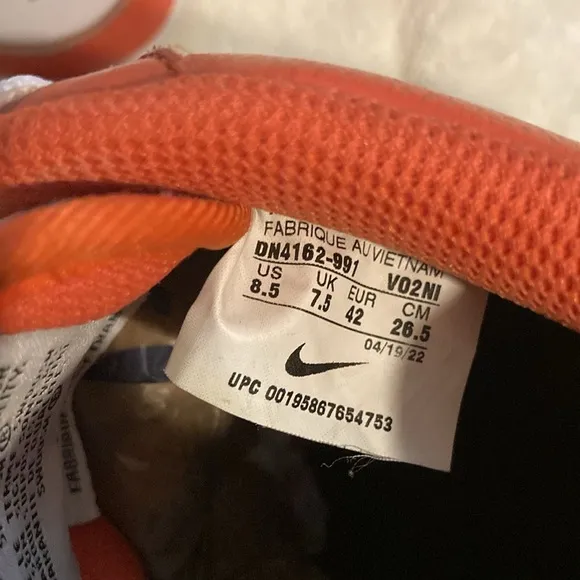 FABRIQUE AU VIETNAM
DN4162-991 V02NI
US UK EUR CM
8.5 7.5 42 26.5
04/19/22
UPC 00195867654753
FABRIQU